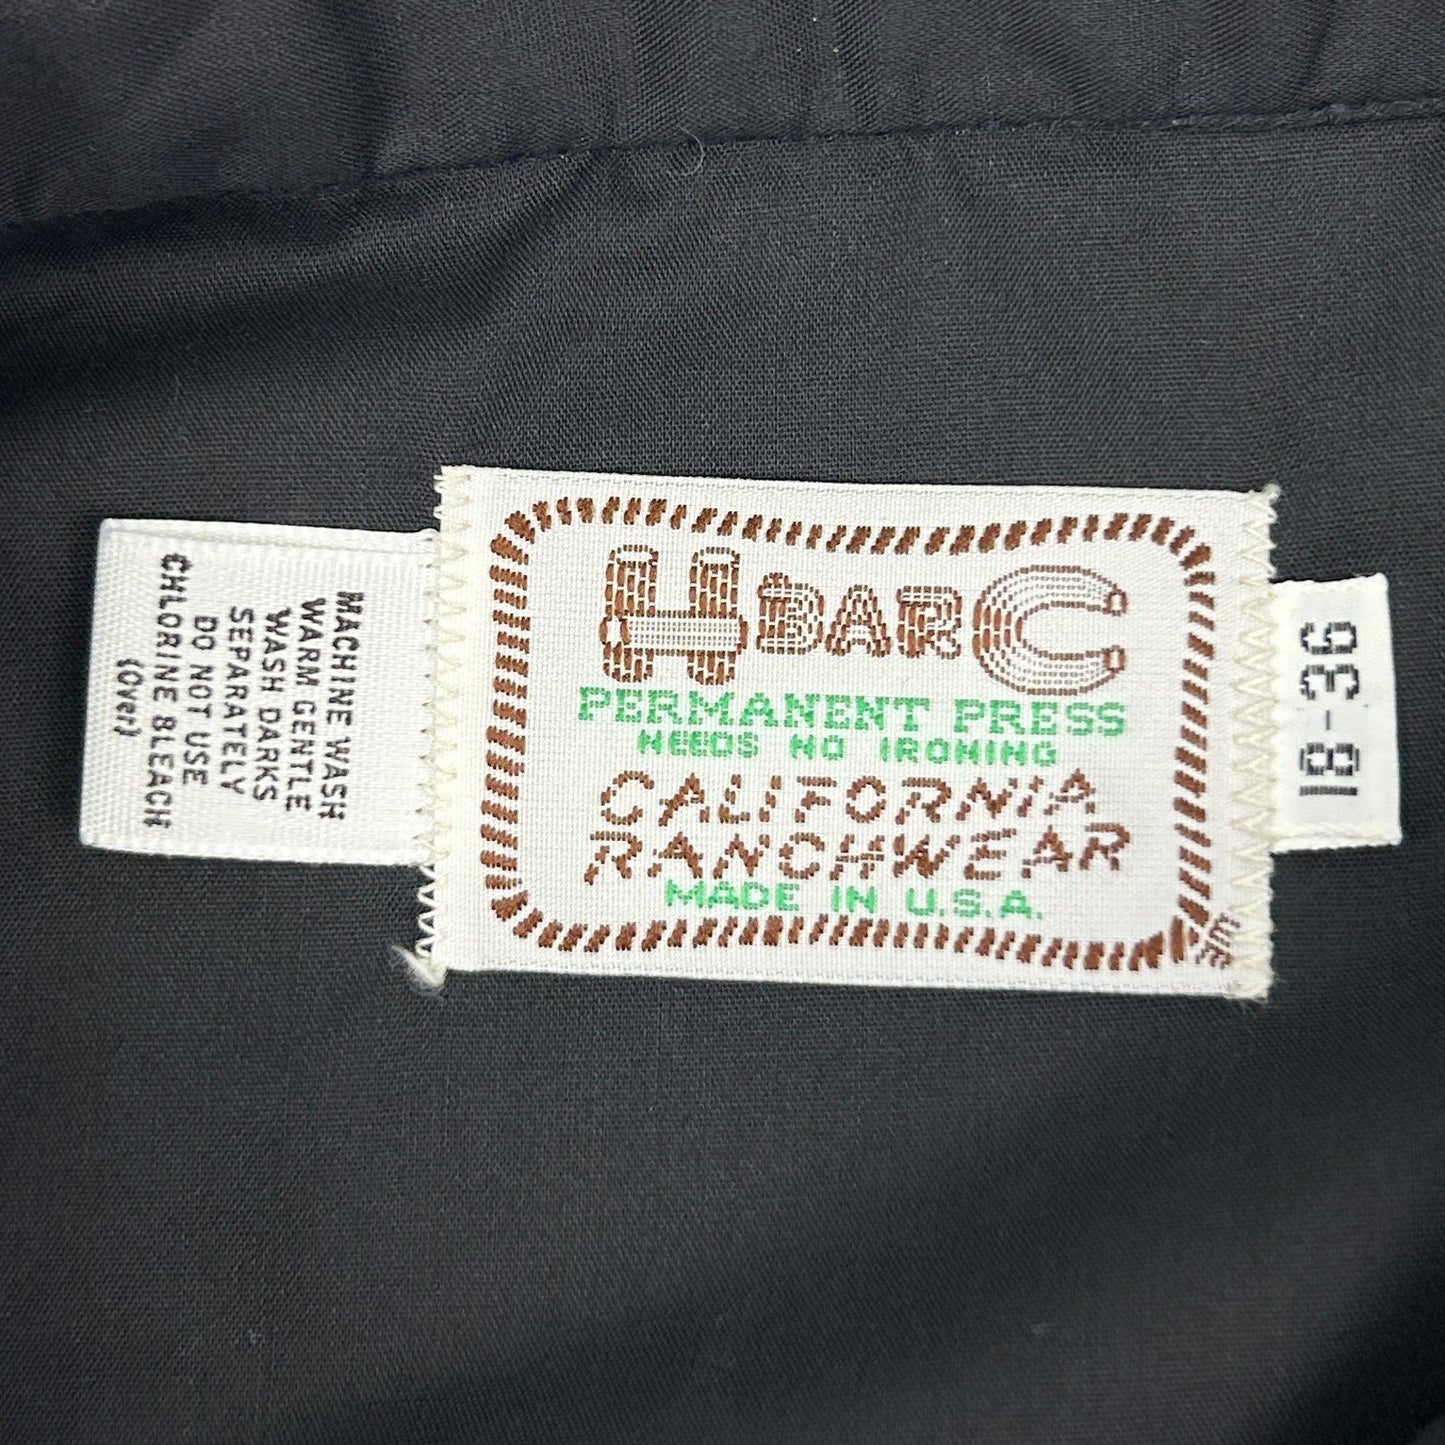 MACHINE WASH
WARM GENTLE
WASH DARKS
SEPARATELY
DO NOT USE
CHLORINE BLEACH
(Over)
H BAR C
PERMANENT PRESS
NEEDS NO IRONING
CALIFORNIA
RANCHWEAR
MADE IN U.S.A.
18-36